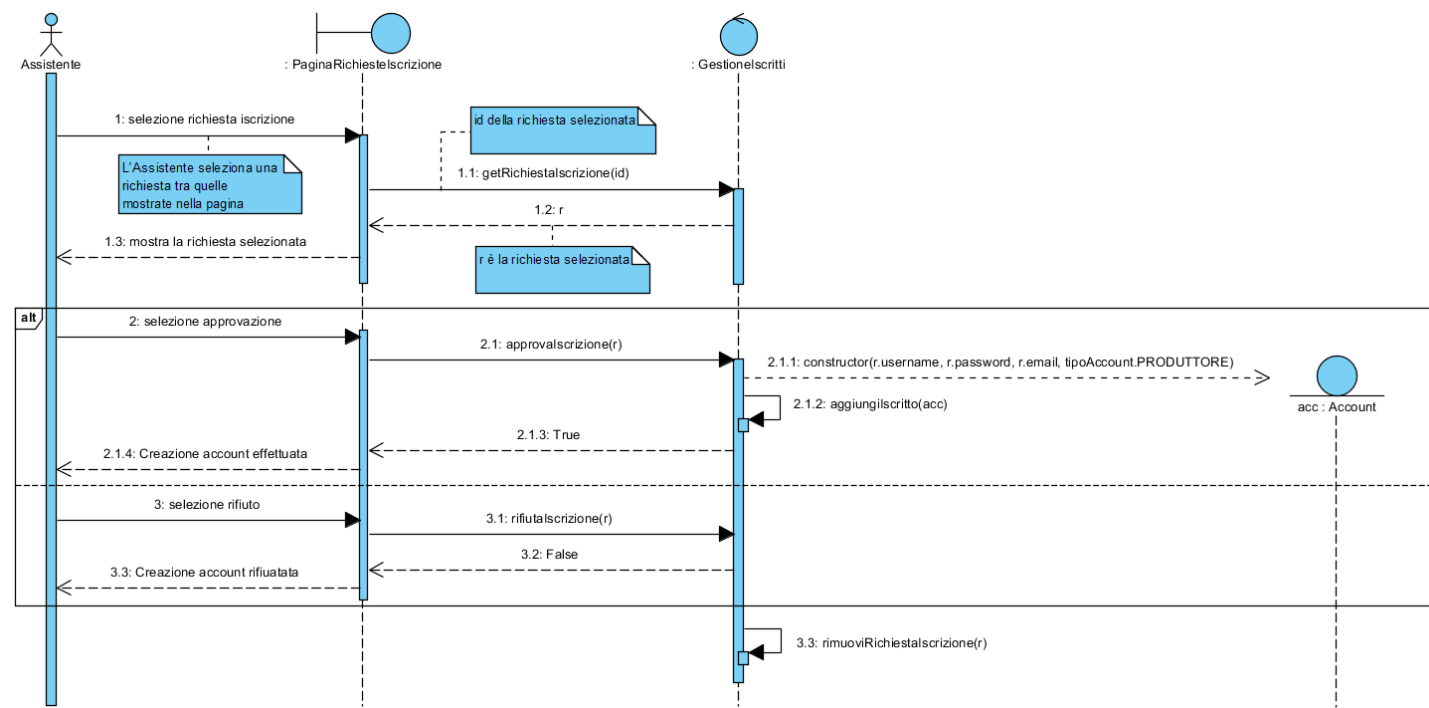 Assistente
: PaginaRichiesteIscrizione
: GestioneIscritti
1: selezione richiesta iscrizione
id della richiesta selezionata
L'Assistente seleziona una
richiesta tra quelle
mostrate nella pagina
1.1: getRichiestaIscrizione(id)
1.2: r
1.3: mostra la richiesta selezionata
r è la richiesta selezionata
alt
2: selezione approvazione
2.1: approvaIscrizione(r)
2.1.1: constructor(r.username, r.password, r.email, tipoAccount.PRODUTTORE)
acc : Account
2.1.2: aggiungiIscritto(acc)
2.1.3: True
2.1.4: Creazione account effettuata
3: selezione rifiuto
3.1: rifiutaIscrizione(r)
3.2: False
3.3: Creazione account rifiuatata
3.3: rimuoviRichiestaIscrizione(r)